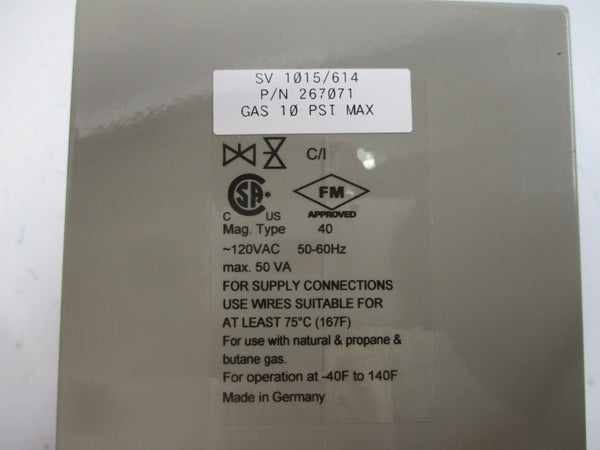 SV 1015/614
P/N 267071
GAS 10 PSI MAX
C/I
SA
FM
C US
APPROVED
Mag. Type 40
~120VAC 50-60Hz
max. 50 VA
FOR SUPPLY CONNECTIONS
USE WIRES SUITABLE FOR
AT LEAST 75°C (167F)
For use with natural & propane &
butane gas.
For operation at -40F to 140F
Made in Germany